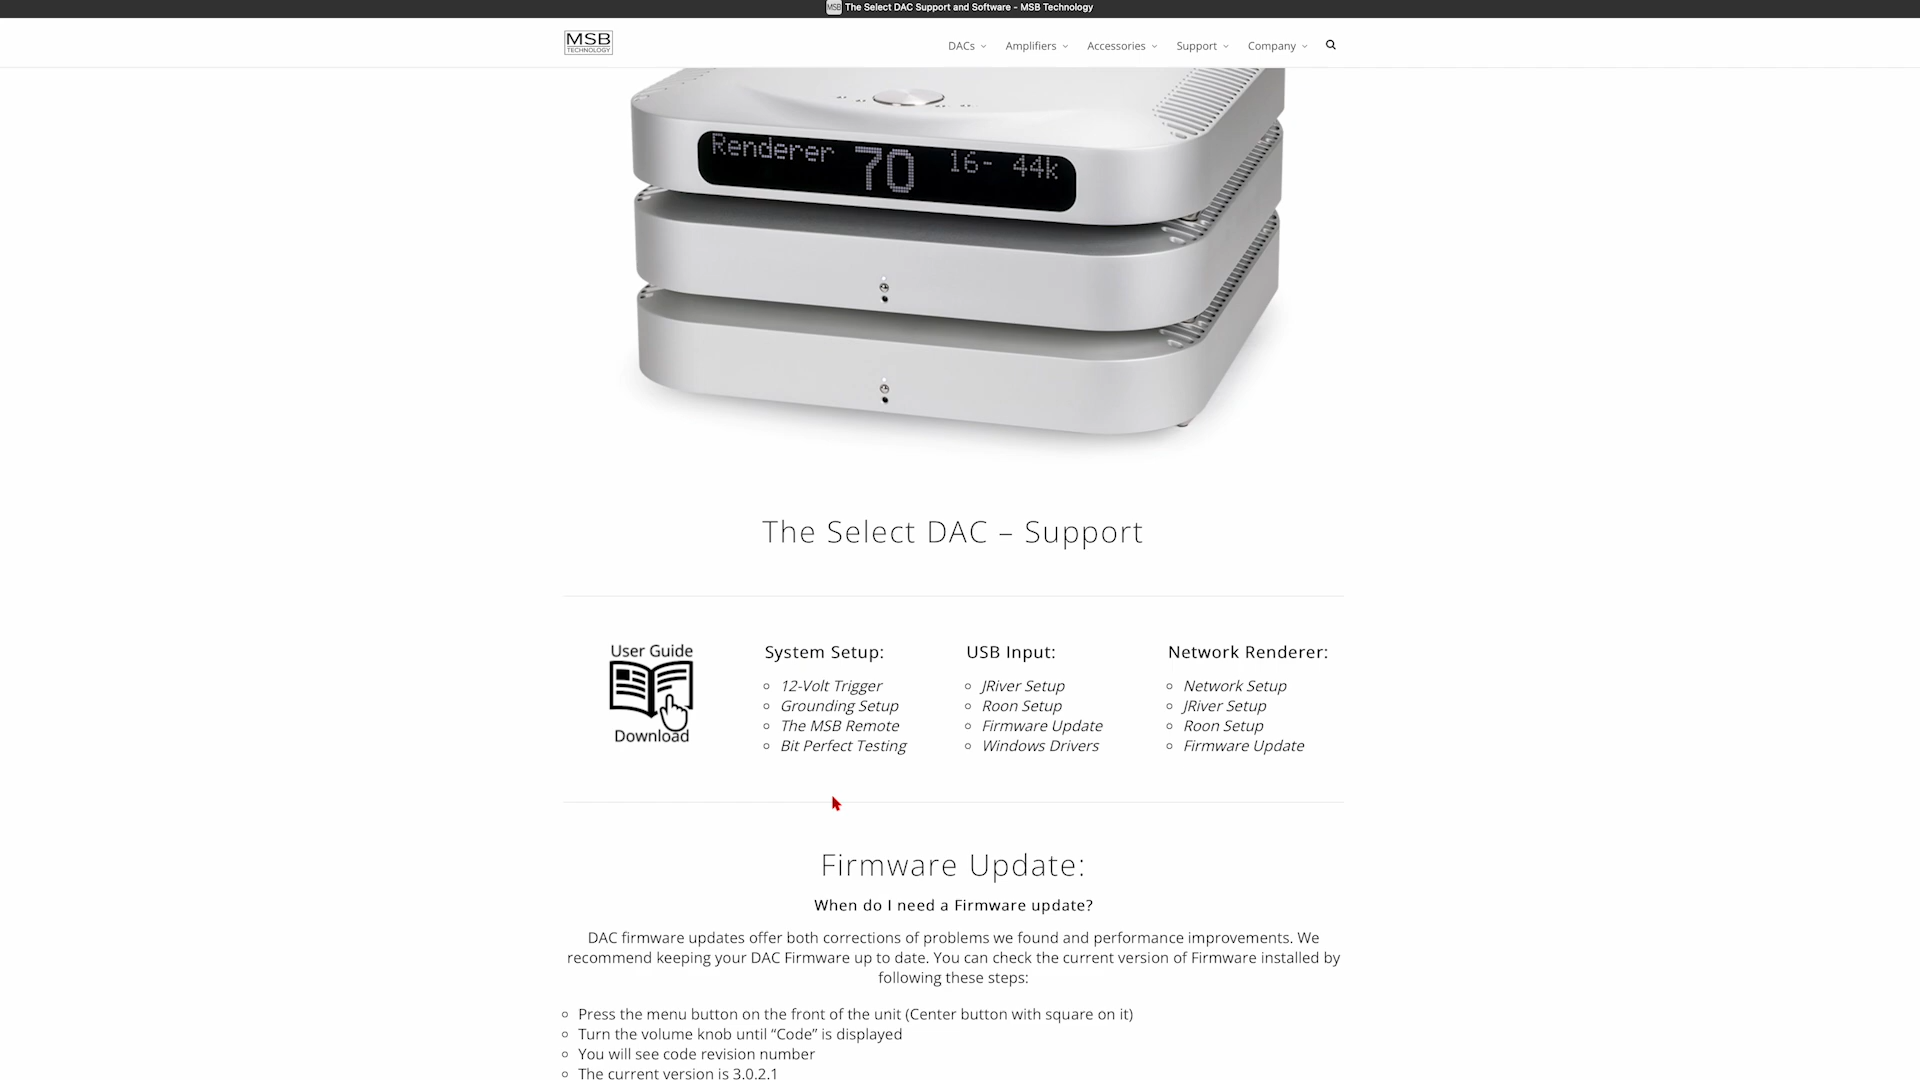 MSB The Select DAC Support and Software - MSB Technology
MSB
TECHNOLOGY
DACs Amplifiers Accessories Support Company
Renderer 70 16- 44k
The Select DAC – Support
User Guide
Download
System Setup:
12-Volt Trigger
Grounding Setup
The MSB Remote
Bit Perfect Testing
USB Input:
JRiver Setup
Roon Setup
Firmware Update
Windows Drivers
Network Renderer:
Network Setup
JRiver Setup
Roon Setup
Firmware Update
Firmware Update:
When do I need a Firmware update?
DAC firmware updates offer both corrections of problems we found and performance improvements. We
recommend keeping your DAC Firmware up to date. You can check the current version of Firmware installed by
following these steps:
Press the menu button on the front of the unit (Center button with square on it)
Turn the volume knob until “Code” is displayed
You will see code revision number
The current version is 3.0.2.1